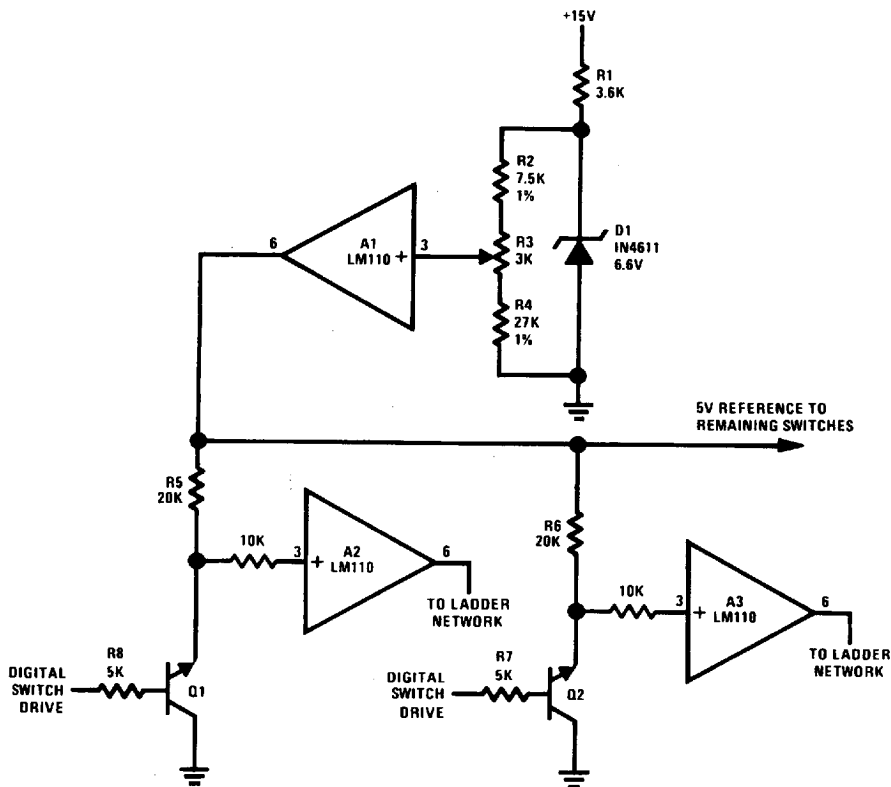 +15V
R1
3.6K
R2
7.5K
1%
R3
3K
R4
27K
1%
D1
IN4611
6.6V
6
A1
LM110
+
3
5V REFERENCE TO
REMAINING SWITCHES
R5
20K
10K
3
+
A2
LM110
6
TO LADDER
NETWORK
R6
20K
10K
3
+
A3
LM110
6
TO LADDER
NETWORK
DIGITAL
SWITCH
DRIVE
R8
5K
Q1
DIGITAL
SWITCH
DRIVE
R7
5K
Q2